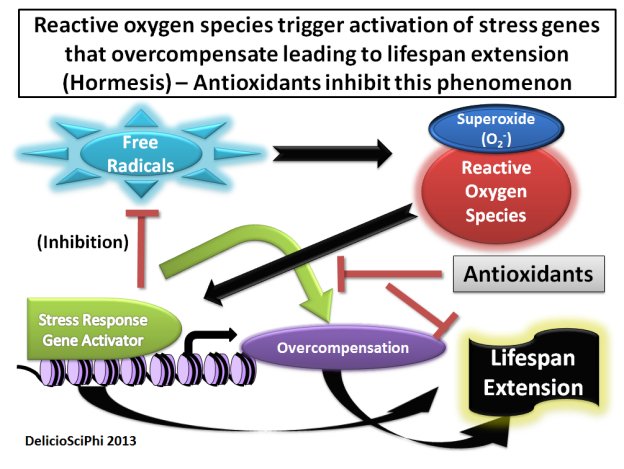 Reactive oxygen species trigger activation of stress genes
that overcompensate leading to lifespan extension
(Hormesis) – Antioxidants inhibit this phenomenon
Free
Radicals
Superoxide
(O₂⁻)
Reactive
Oxygen
Species
(Inhibition)
Antioxidants
Stress Response
Gene Activator
Overcompensation
Lifespan
Extension
DelicioSciPhi 2013